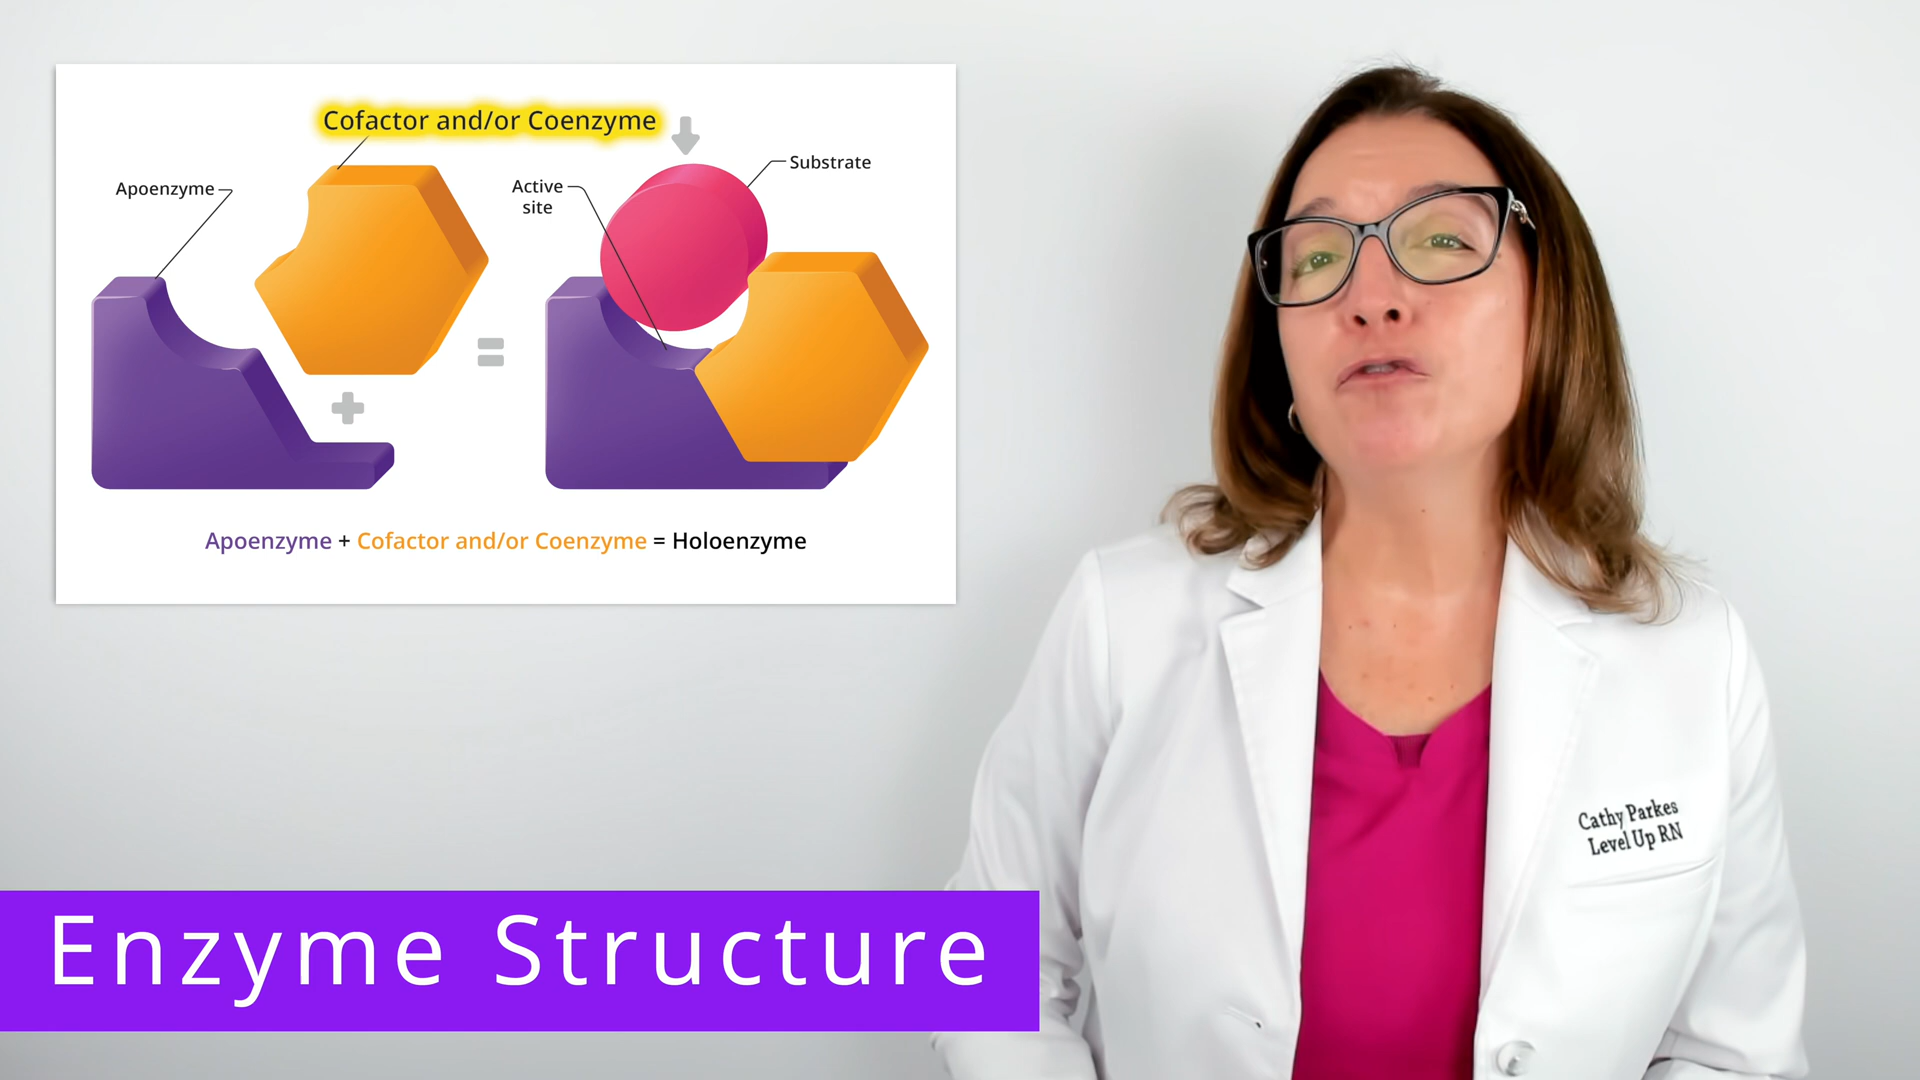 Cofactor and/or Coenzyme
Substrate
Apoenzyme
Active
site
Apoenzyme + Cofactor and/or Coenzyme = Holoenzyme
Cathy Parkes
Level Up RN
Enzyme Structure